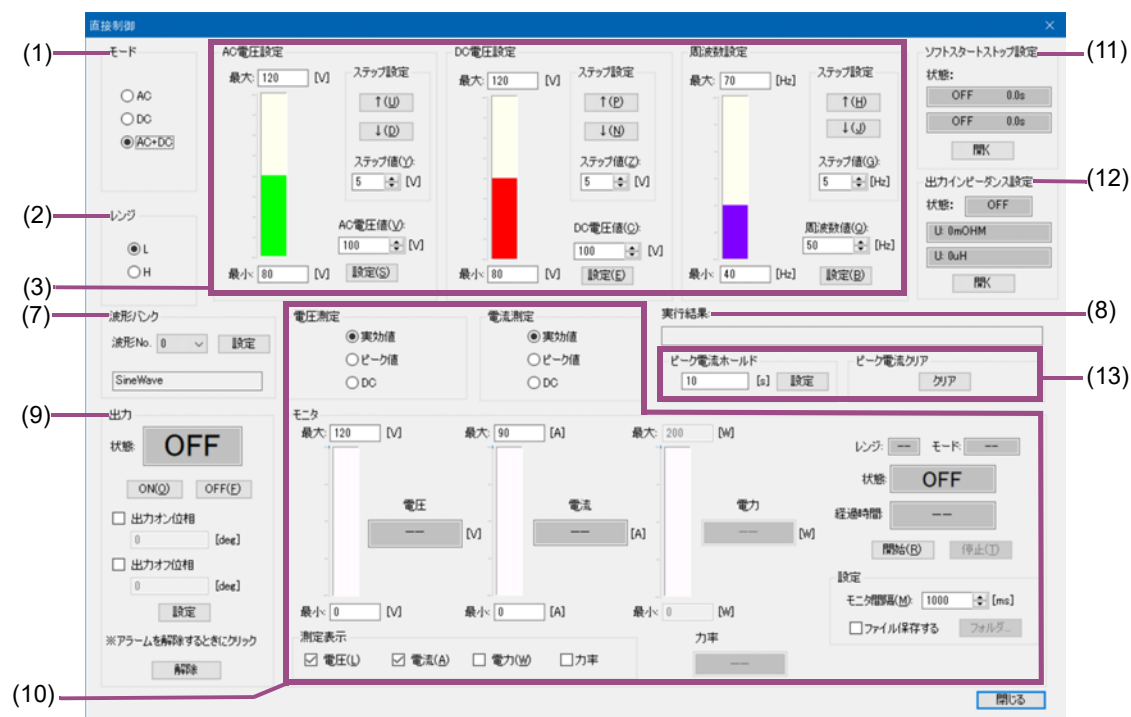 直接制御
(1)
モード
AC
DC
AC+DC
(2)
レンジ
L
H
(3)
AC電圧設定
最大: 120 [V]
ステップ設定
↑(U)
↓(D)
ステップ値(Y):
5 [V]
AC電圧値(V):
100 [V]
最小: 80 [V]
設定(S)
DC電圧設定
最大: 120 [V]
ステップ設定
↑(P)
↓(N)
ステップ値(Z):
5 [V]
DC電圧値(C):
100 [V]
最小: 80 [V]
設定(E)
周波数設定
最大: 70 [Hz]
ステップ設定
↑(H)
↓(J)
ステップ値(G):
5 [Hz]
周波数値(Q):
50 [Hz]
最小: 40 [Hz]
設定(B)
ソフトスタートストップ設定
(11)
状態:
OFF 0.0s
OFF 0.0s
開く
出力インピーダンス設定
(12)
状態: OFF
U: 0mOHM
U: 0uH
開く
(7)
波形バンク
波形No. 0 設定
SineWave
電圧測定
実効値
ピーク値
DC
電流測定
実効値
ピーク値
DC
実行結果:
(8)
ピーク電流ホールド
10 [s] 設定
ピーク電流クリア
クリア
(13)
(9)
出力
状態: OFF
ON(O) OFF(F)
出力オン位相
0 [deg]
出力オフ位相
0 [deg]
設定
※アラームを解除するときにクリック
解除
(10)
モニタ
最大: 120 [V]
電圧
-- [V]
最小: 0 [V]
最大: 90 [A]
電流
-- [A]
最小: 0 [A]
最大: 200 [W]
電力
-- [W]
最小: 0 [W]
レンジ: -- モード: --
状態: OFF
経過時間: --
開始(R) 停止(T)
設定
モニタ間隔(M): 1000 [ms]
ファイル保存する フォルダ...
測定表示
電圧(L) 電流(A) 電力(W) 力率
力率
--
閉じる